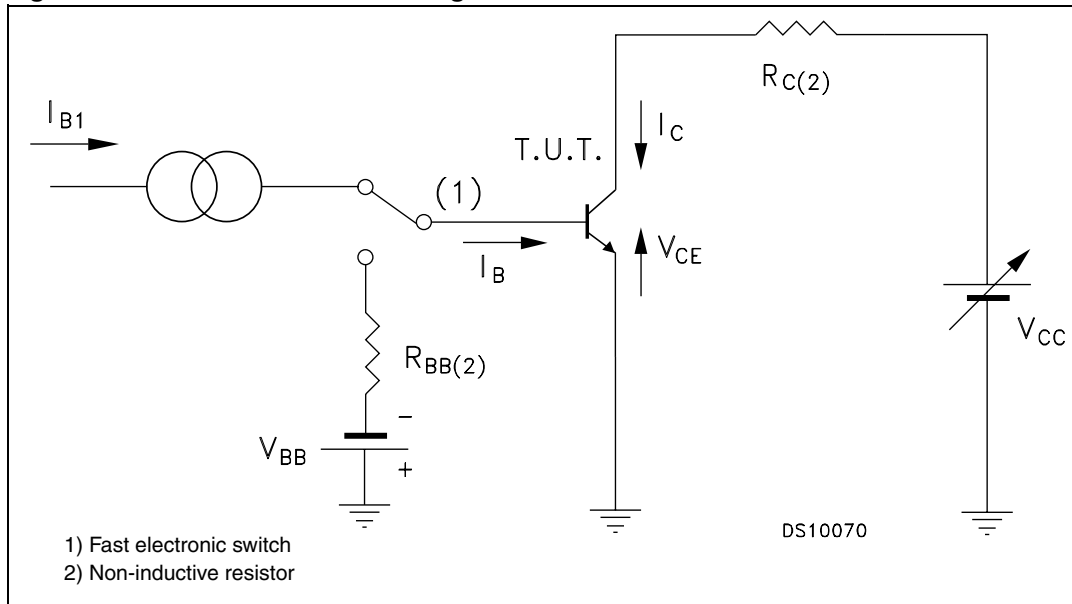 I_B1
R_C(2)
I_C
T.U.T.
(1)
V_CE
I_B
V_CC
R_BB(2)
-
V_BB
+
DS10070
1) Fast electronic switch
2) Non-inductive resistor